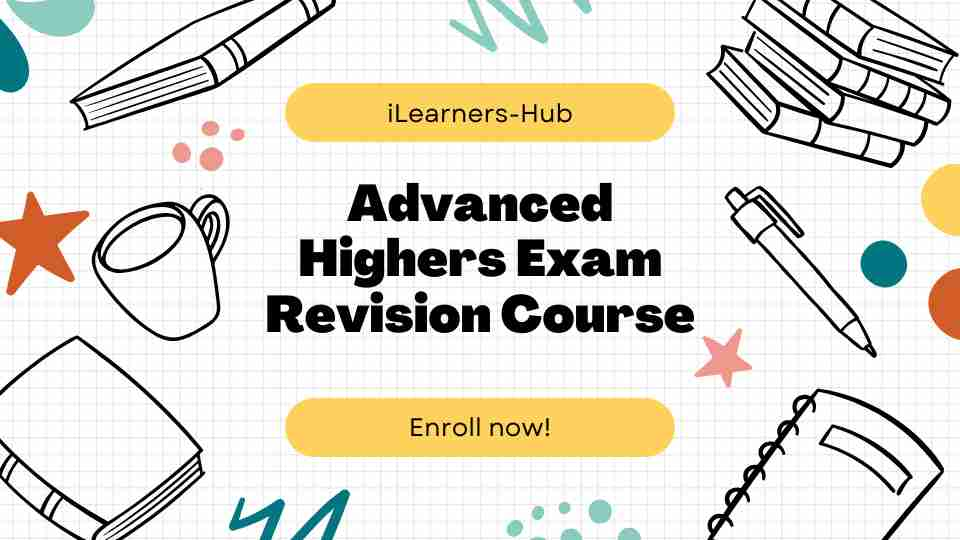 iLearners-Hub
Advanced
Highers Exam
Revision Course
Enroll now!